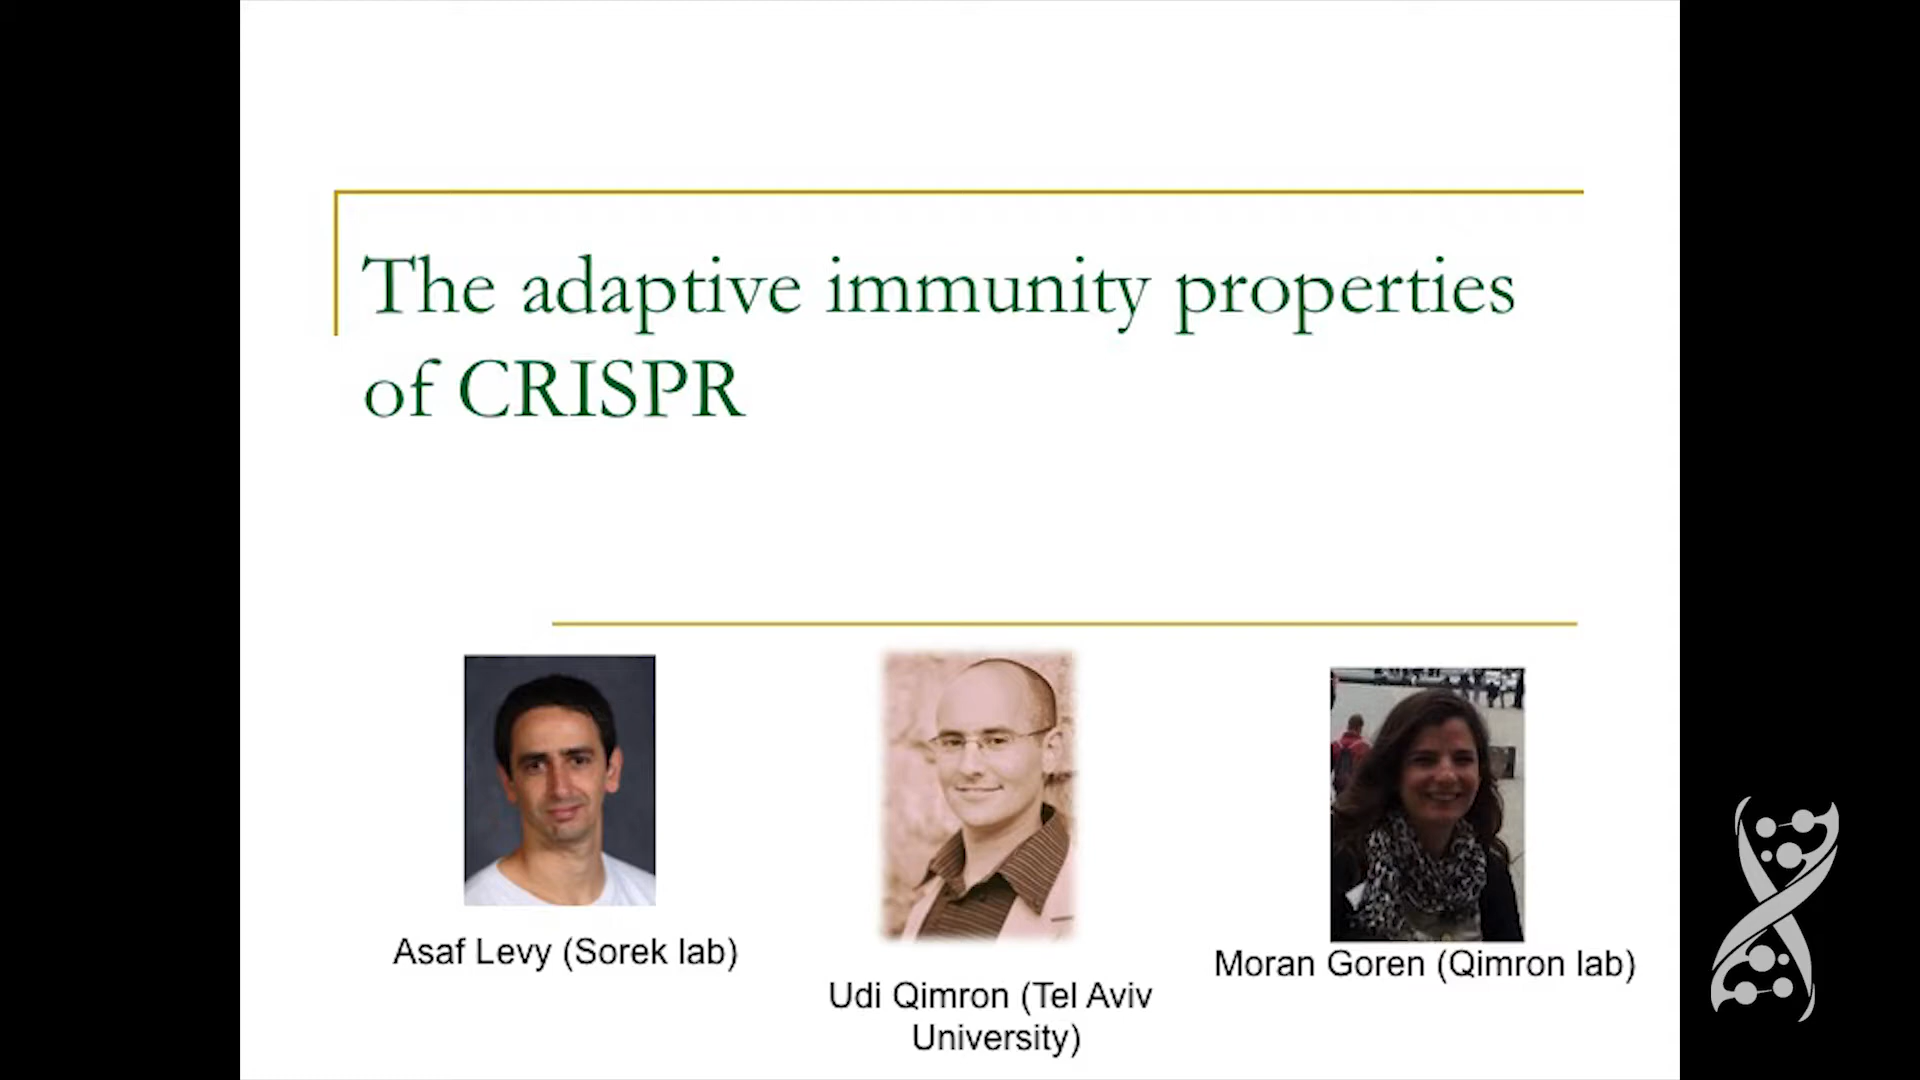 The adaptive immunity properties
of CRISPR
Asaf Levy (Sorek lab)
Udi Qimron (Tel Aviv
University)
Moran Goren (Qimron lab)